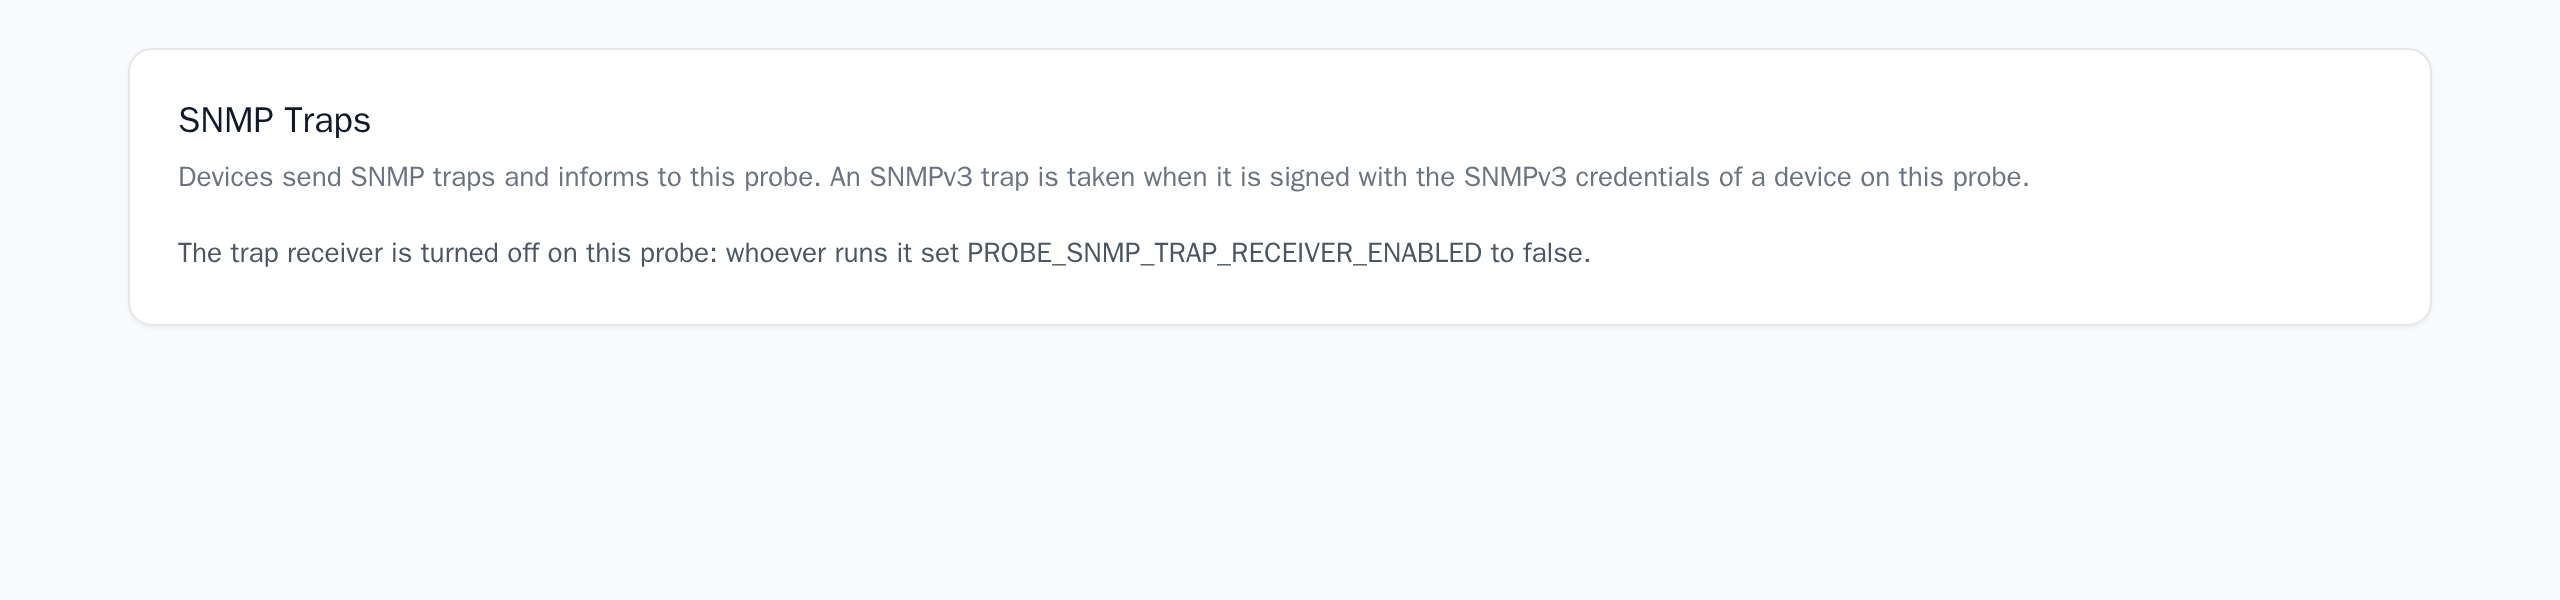 SNMP Traps
Devices send SNMP traps and informs to this probe. An SNMPv3 trap is taken when it is signed with the SNMPv3 credentials of a device on this probe.
The trap receiver is turned off on this probe: whoever runs it set PROBE_SNMP_TRAP_RECEIVER_ENABLED to false.